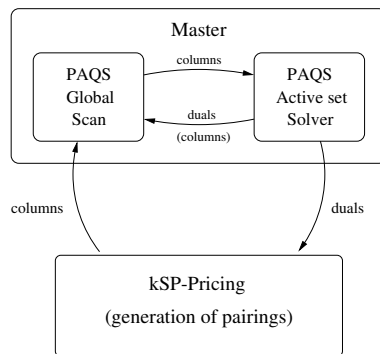 Master
PAQS
Global
Scan
columns
PAQS
Active set
Solver
duals
(columns)
columns
duals
kSP-Pricing
(generation of pairings)